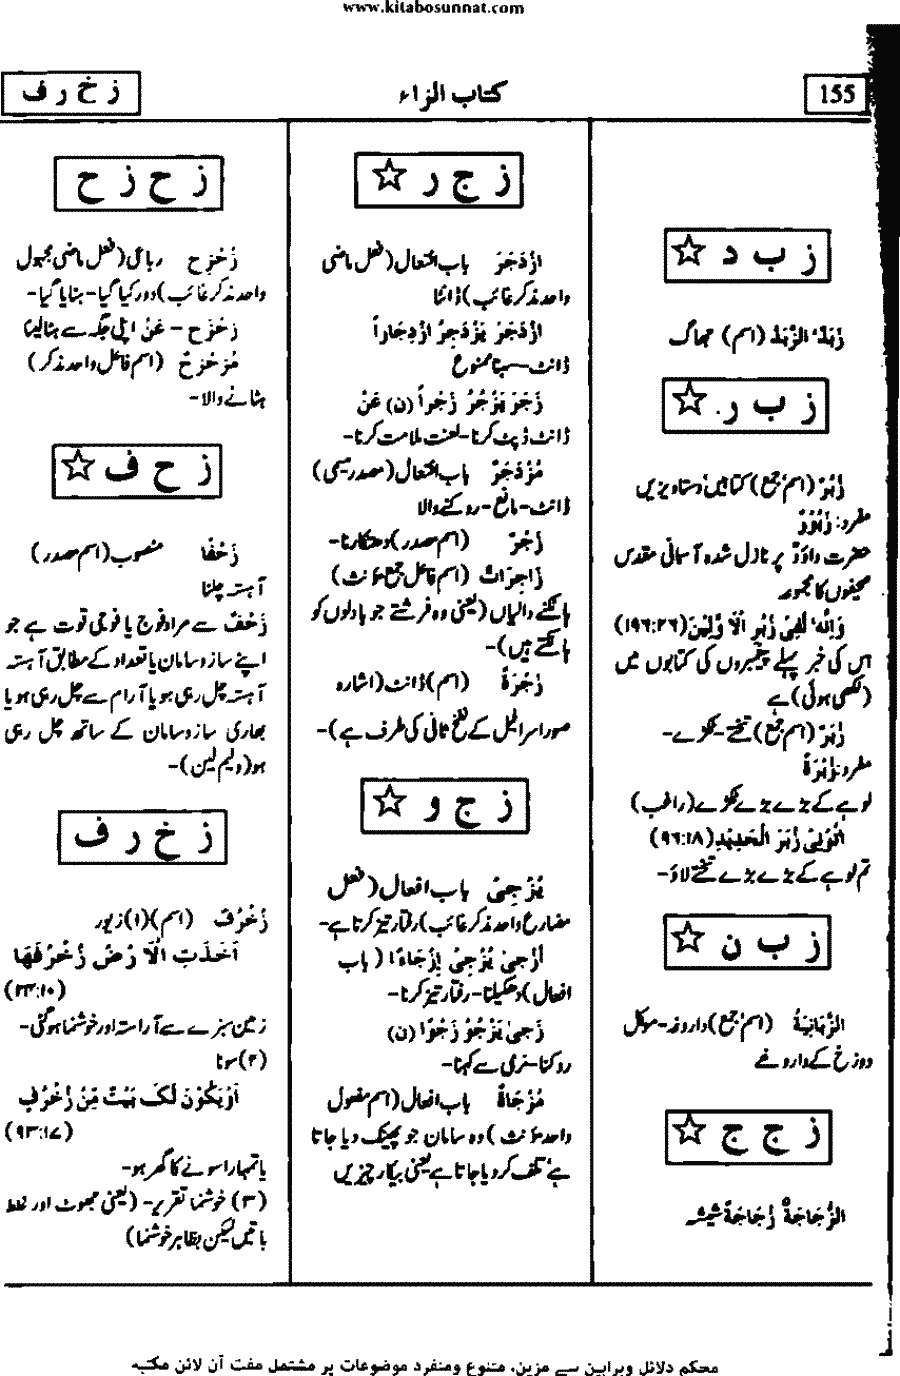 www.kitabosunnat.com
155
کتاب الزاء
ز خ ر ف
ز ب د ☆
زَبَدٌ الزَّبَدُ (اسم) جھاگ
ز ب ر ☆
زُبُرٌ (اسم جمع) کتابیں دستاویزیں
مفرد: زَبُوْرٌ
حضرت داوٗدؑ پر نازل شدہ آسمانی مقدس
صحیفوں کا مجموعہ
وَاِنَّہٗ لَفِیْ زُبُرِ الْاَ وَّلِیْنَ (۱۹۶:۲۶)
اس کی خبر پہلے پیغمبروں کی کتابوں میں
(لکھی ہوئی) ہے
زُبَرٌ (اسم جمع) تختے۔ ٹکڑے۔
مفرد: زُبْرَۃٌ
لوہے کے بڑے بڑے ٹکڑے (راغب)
اٰتُوْنِیْ زُبَرَ الْحَدِیْدِ (۹۶:۱۸)
تم لوہے کے بڑے بڑے تختے لاؤ۔
ز ب ن ☆
الزَّبَانِیَۃُ (اسم جمع) داروغہ۔ موکل
دوزخ کے داروغے
ز ج ج ☆
الزُّجَاجَۃُ زُجَاجَۃٌ شیشہ
ز ج ر ☆
ازْدُجِرَ باب افتعال (فعل ماضی
واحد مذکر غائب) ڈانٹا
ازْدَجَرَ یَزْدَجِرُ ازْدِجَاراً
ڈانٹ۔ سہنا ممنوع
زَجَرَ یَزْجُرُ زَجْراً (ن) عَنْ
ڈانٹ ڈپٹ کرنا۔ لعنت ملامت کرنا۔
مُزْدَجَرٌ باب افتعال (مصدر میمی)
ڈانٹ۔ مانع۔ روکنے والا
زَجْرٌ (اسم مصدر) دھتکارنا۔
زَاجِرَاتٌ (اسم فاعل جمع مؤنث)
ہانکنے والیاں (یعنی وہ فرشتے جو بادلوں کو
ہانکتے ہیں)۔
زَجْرَۃٌ (اسم) ڈانٹ (اشارہ
صور اسرافیل کے نفخ ثانی کی طرف ہے)۔
ز ج و ☆
یُزْجِیْ باب افعال (فعل
مضارع واحد مذکر غائب) رفتار تیز کرتا ہے۔
أزْجیٰ یُزْجِیْ إزْجَاءًا (باب
افعال) دھکیلنا۔ رفتار تیز کرنا۔
زَجیٰ یَزْجُوْ زَجْوًا (ن)
روکنا۔ نرمی سے کہنا۔
مُزْجَاۃٌ باب افعال (اسم مفعول
واحد مؤنث) وہ سامان جو پھینک دیا جاتا
ہے تلف کر دیا جاتا ہے یعنی بیکار چیزیں
ز ح ز ح
زُحْزِحَ رباعی (فعل ماضی مجہول
واحد مذکر غائب) دور کیا گیا۔ ہٹایا گیا۔
زَحْزَحَ – عَنْ اپنی جگہ سے ہٹا لینا
مُزَحْزِحٌ (اسم فاعل واحد مذکر)
ہٹانے والا۔
ز ح ف ☆
زَحْفًا منصوب (اسم مصدر)
آہستہ چلنا
زَحْفٌ سے مراد فوج یا فوجی قوت ہے جو
اپنے ساز و سامان یا تعداد کے مطابق آہستہ
آہستہ چل رہی ہو یا آرام سے چل رہی ہو یا
بھاری ساز و سامان کے ساتھ چل رہی
ہو (ولیم لین)۔
ز خ ر ف
زُخْرُفٌ (اسم) (۱) زیور
اَخَذَتِ الْاَ رْضُ زُخْرُفَھَا
(۲۳:۱۰)
زمین سبزے سے آراستہ اور خوشنما ہو گئی۔
(۲) سونا
اَوْیَکُوْنَ لَکَ بَیْتٌ مِّنْ زُخْرُفٍ
(۹۳:۱۷)
یا تمہارا سونے کا گھر ہو۔
(۳) خوشنما تقریر۔ (یعنی جھوٹ اور غلط
باتیں لیکن بظاہر خوشنما)
محکم دلائل وبراہین سے مزین، متنوع ومنفرد موضوعات پر مشتمل مفت آن لائن مکتبہ